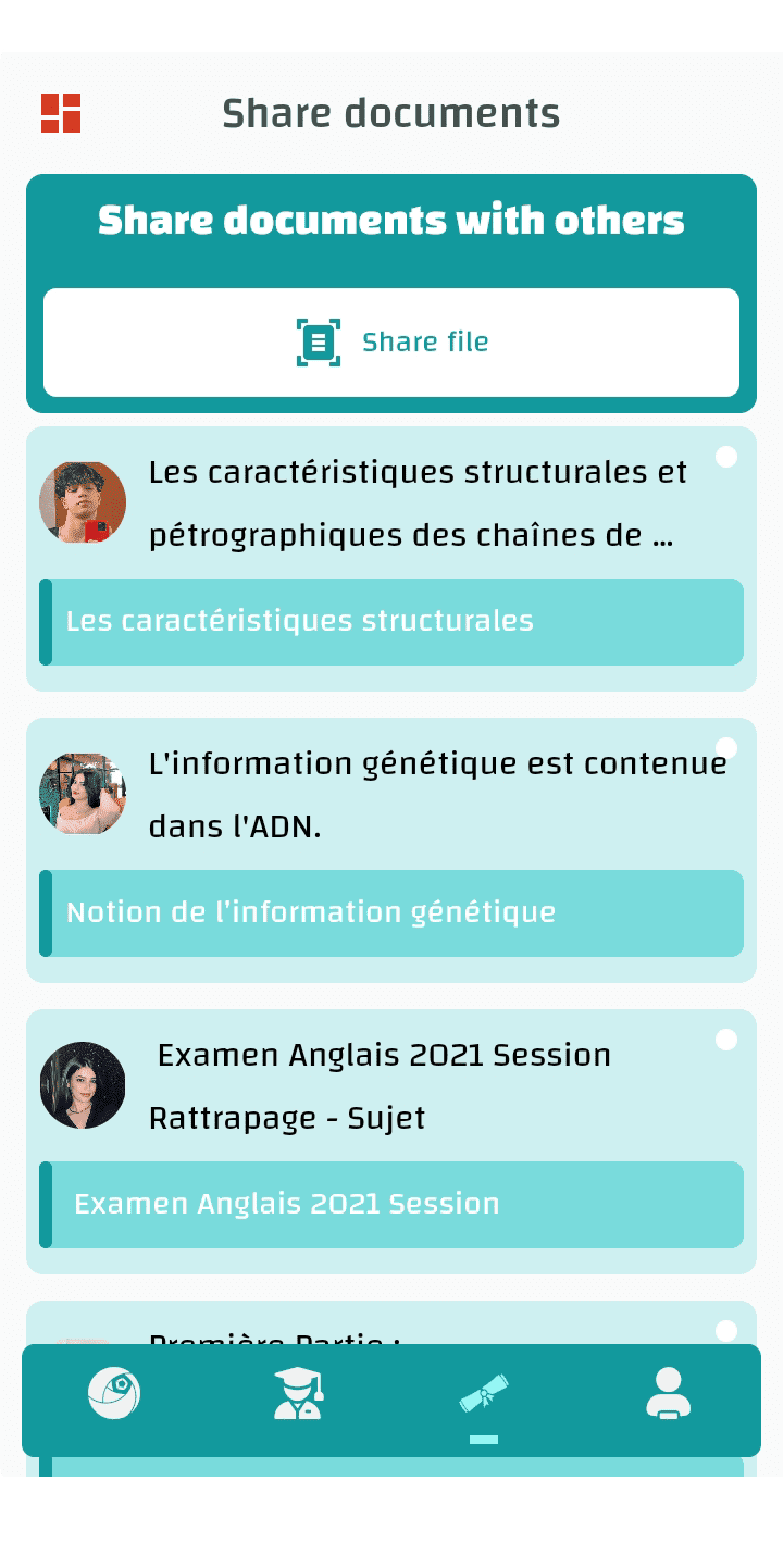 Share documents
Share documents with others
Share file
Les caractéristiques structurales et
pétrographiques des chaînes de ...
Les caractéristiques structurales
L'information génétique est contenue
dans l'ADN.
Notion de l'information génétique
Examen Anglais 2021 Session
Rattrapage - Sujet
Examen Anglais 2021 Session
Première Partie :